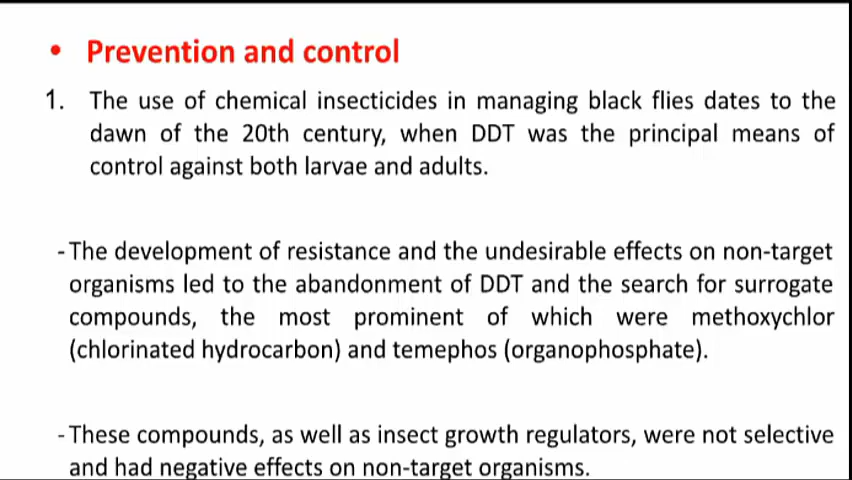 • Prevention and control
1. The use of chemical insecticides in managing black flies dates to the
dawn of the 20th century, when DDT was the principal means of
control against both larvae and adults.
- The development of resistance and the undesirable effects on non-target
organisms led to the abandonment of DDT and the search for surrogate
compounds, the most prominent of which were methoxychlor
(chlorinated hydrocarbon) and temephos (organophosphate).
- These compounds, as well as insect growth regulators, were not selective
and had negative effects on non-target organisms.